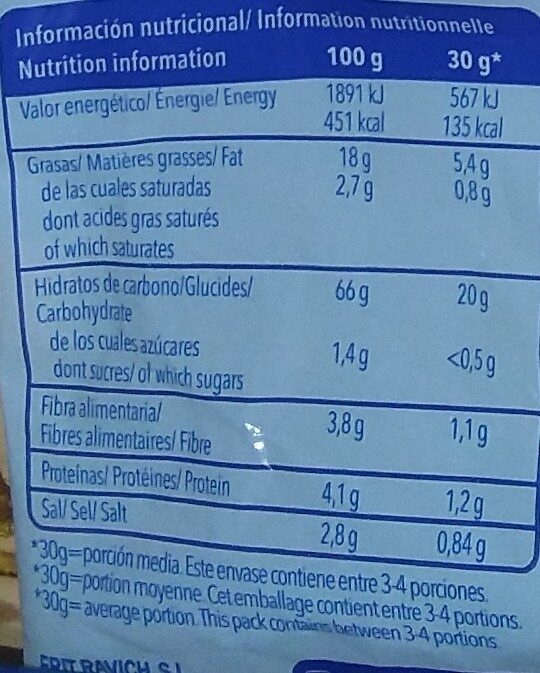 Información nutricional/ Information nutritionnelle
Nutrition information 100 g 30 g*
Valor energético/ Énergie/ Energy 1891 kJ 567 kJ
451 kcal 135 kcal
Grasas/ Matières grasses/ Fat 18 g 5,4 g
de las cuales saturadas 2,7 g 0,8 g
dont acides gras saturés
of which saturates
Hidratos de carbono/Glucides/ 66 g 20 g
Carbohydrate
de los cuales azúcares 1,4 g <0,5 g
dont sucres/ of which sugars
Fibra alimentaria/ 3,8 g 1,1 g
Fibres alimentaires/ Fibre
Proteínas/ Protéines/ Protein 4,1 g 1,2 g
Sal/ Sel/ Salt 2,8 g 0,84 g
*30g=porción media. Este envase contiene entre 3-4 porciones.
*30g=portion moyenne. Cet emballage contient entre 3-4 portions.
*30g= average portion. This pack contains between 3-4 portions.
FRIT RAVICH S.L